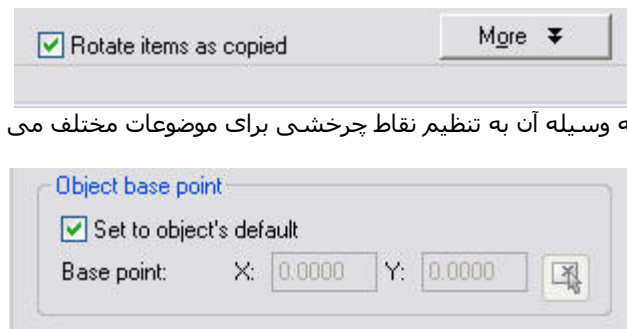 Rotate items as copied More
ه وسیله آن به تنظیم نقاط چرخشی برای موضوعات مختلف می
Object base point
Set to object's default
Base point: X: 0.0000 Y: 0.0000